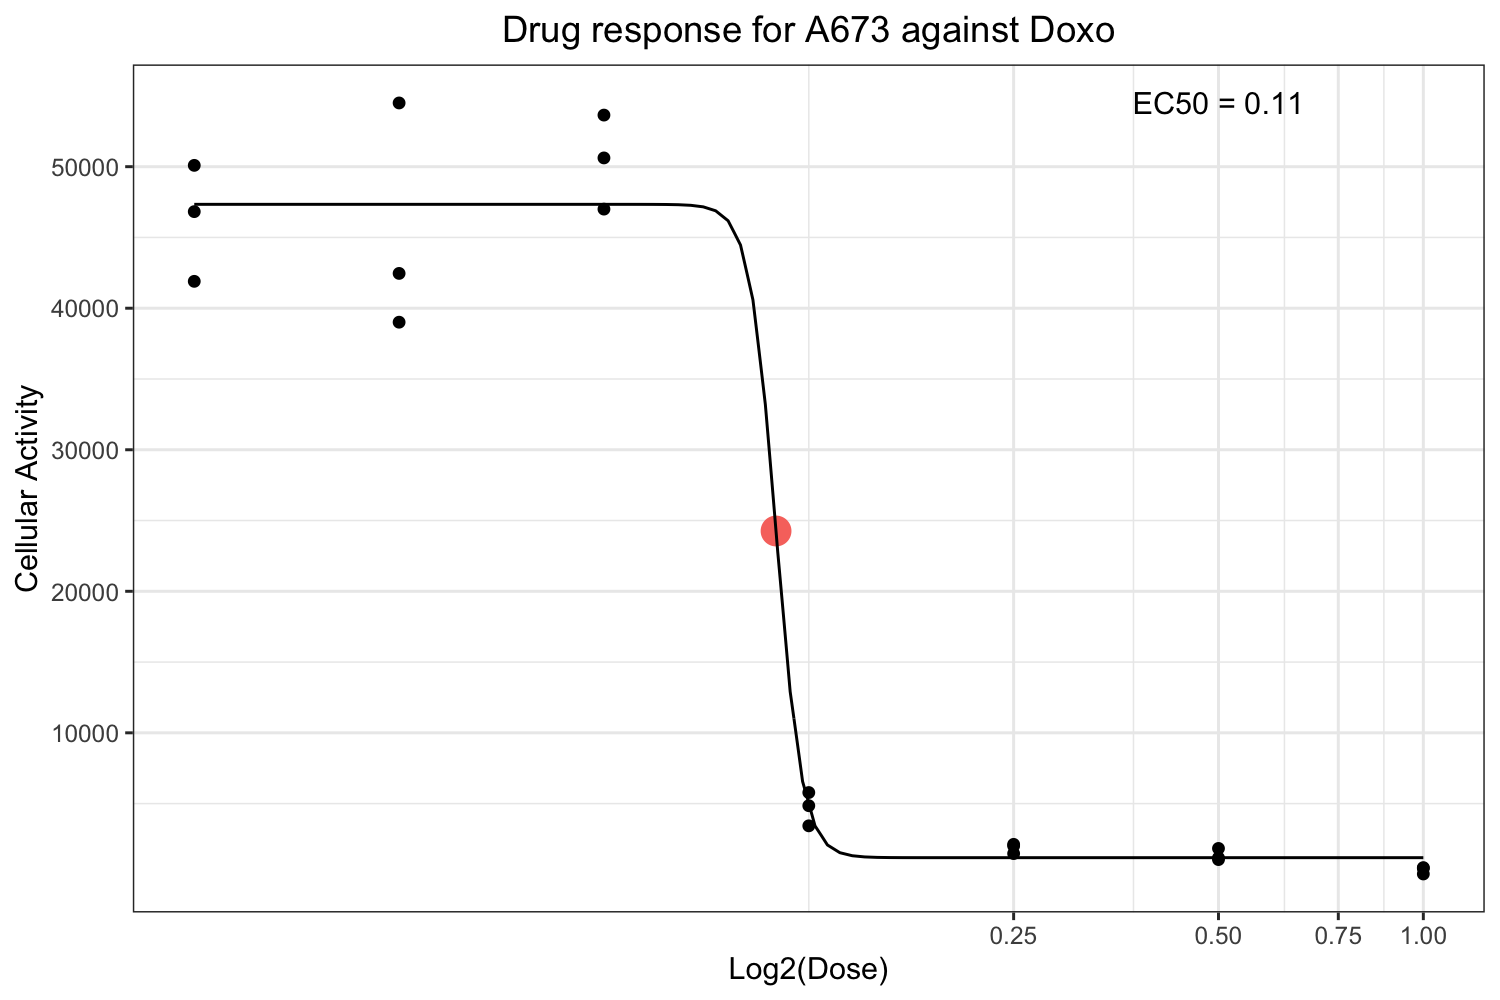 Drug response for A673 against Doxo
EC50 = 0.11
50000
40000
30000
20000
10000
Cellular Activity
0.25 0.50 0.75 1.00
Log2(Dose)